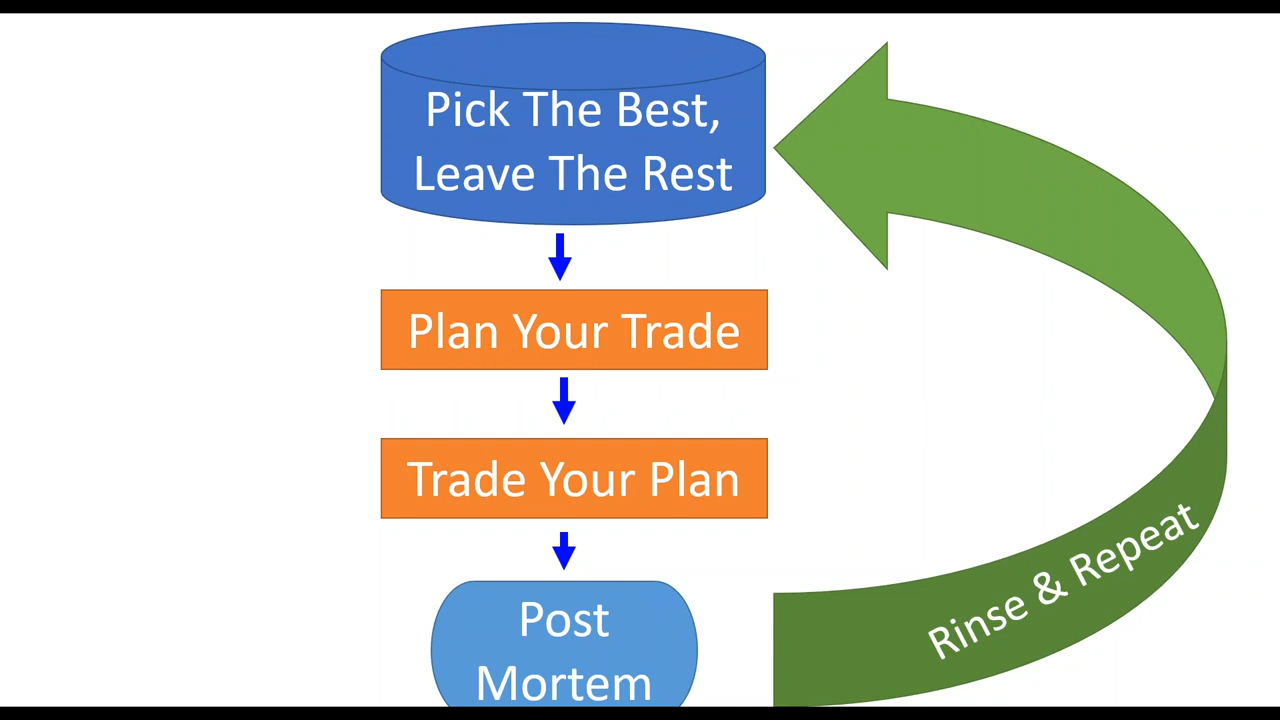 Pick The Best,
Leave The Rest
Plan Your Trade
Trade Your Plan
Post
Mortem
Rinse & Repeat